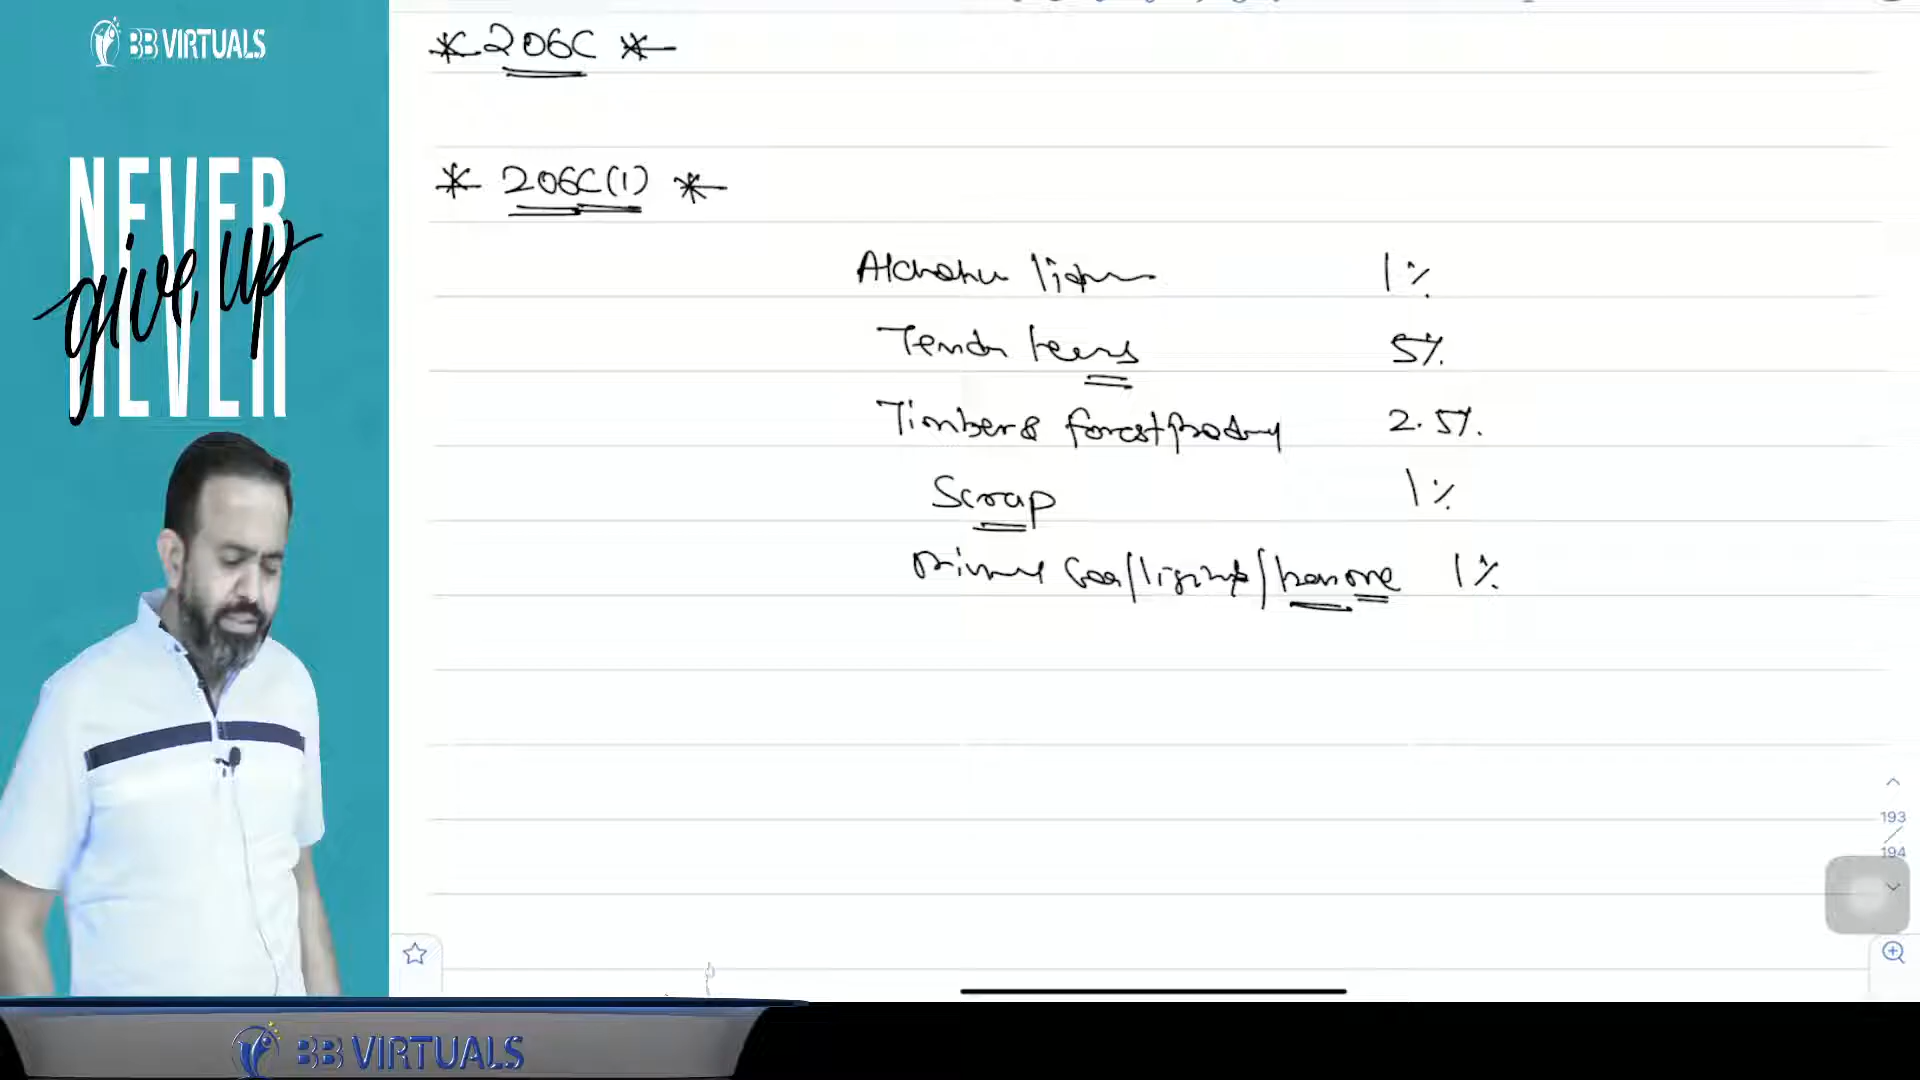 BB VIRTUALS
NEVER
give up
NEVER
206C
206C(1)
Alcoholic liquor 1%
Tendu leaves 5%
Timber & forest produce 2.5%
Scrap 1%
Mineral Coal/lignite/iron ore 1%
193
194
BB VIRTUALS